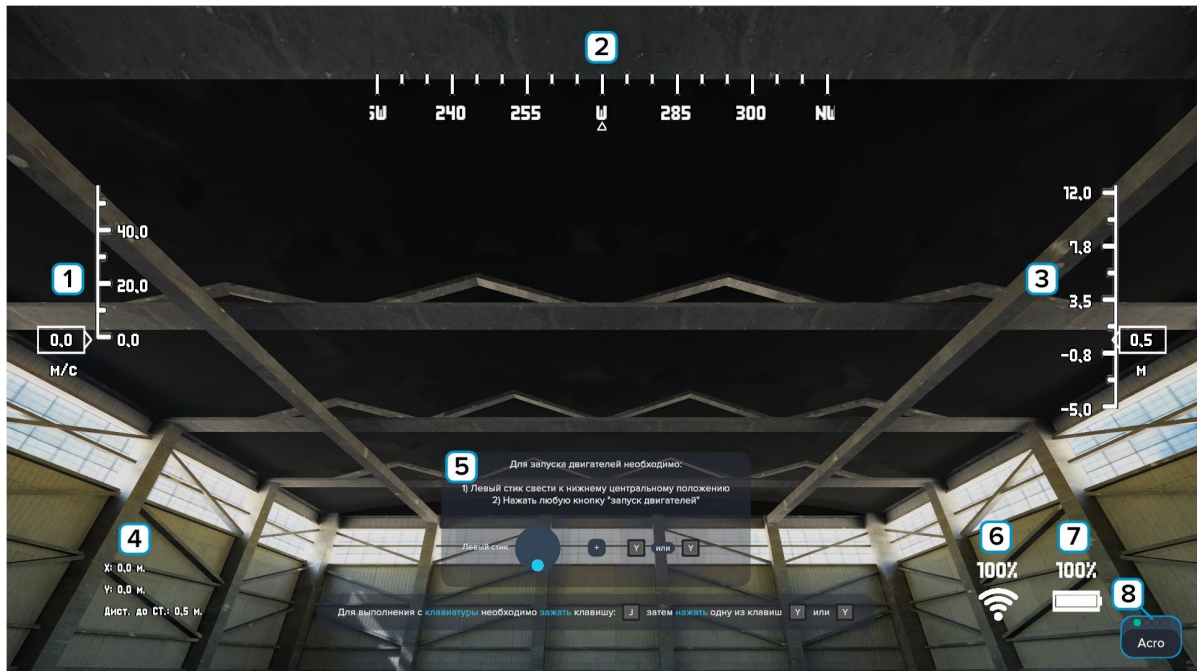 2
SW 240 255 W 285 300 NW
12,0
40,0
7,8
1
20,0
3
3,5
0,0
0,0
0,5
М/С
-0,8
М
-5,0
5
Для запуска двигателей необходимо:
1) Левый стик свести к нижнему центральному положению
2) Нажать любую кнопку "запуск двигателей"
Левый стик + Y или Y
4
X: 0,0 м.
Y: 0,0 м.
Дист. до СТ.: 0,5 м.
6 7
100% 100%
Для выполнения с клавиатуры необходимо зажать клавишу: J затем нажать одну из клавиш Y или Y
8
Acro